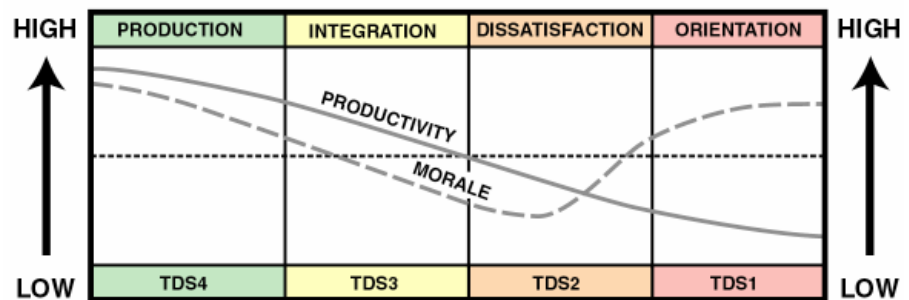 HIGH
PRODUCTION
INTEGRATION
DISSATISFACTION
ORIENTATION
HIGH
PRODUCTIVITY
MORALE
LOW
TDS4
TDS3
TDS2
TDS1
LOW